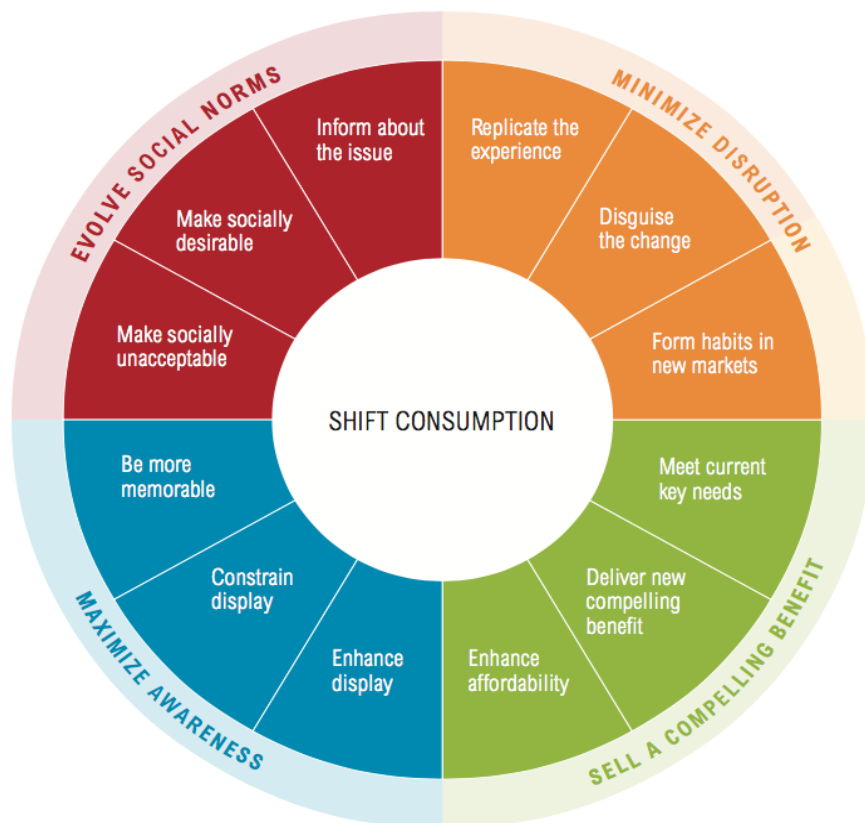 EVOLVE SOCIAL NORMS
Inform about
the issue
Make socially
desirable
Make socially
unacceptable
MINIMIZE DISRUPTION
Replicate the
experience
Disguise
the change
Form habits in
new markets
SHIFT CONSUMPTION
MAXIMIZE AWARENESS
Be more
memorable
Constrain
display
Enhance
display
SELL A COMPELLING BENEFIT
Meet current
key needs
Deliver new
compelling
benefit
Enhance
affordability